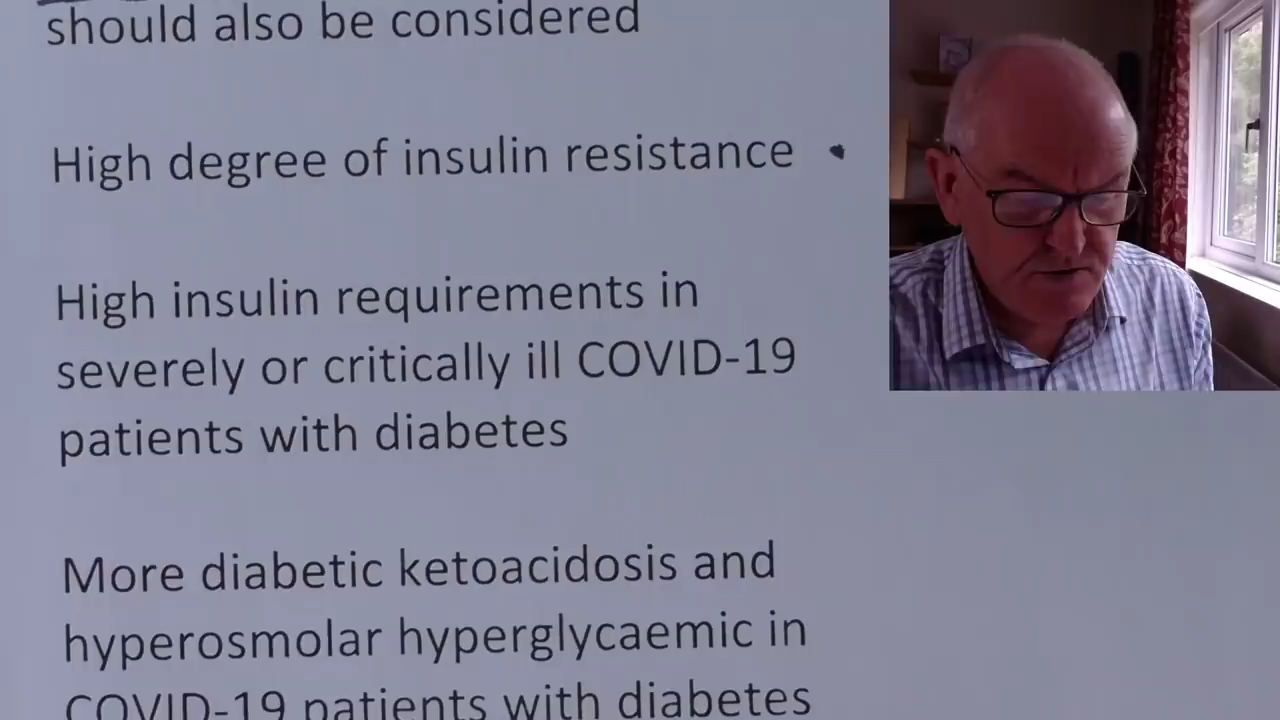 should also be considered
High degree of insulin resistance
High insulin requirements in
severely or critically ill COVID-19
patients with diabetes
More diabetic ketoacidosis and
hyperosmolar hyperglycaemic in
COVID-19 patients with diabetes